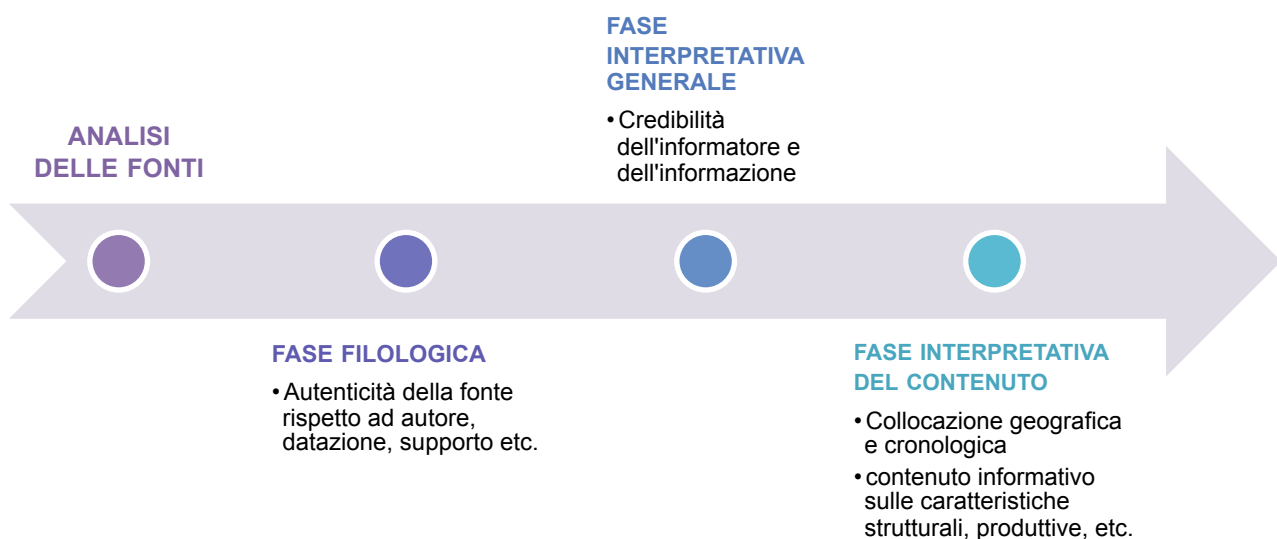 ANALISI
DELLE FONTI
FASE FILOLOGICA
• Autenticità della fonte
rispetto ad autore,
datazione, supporto etc.
FASE
INTERPRETATIVA
GENERALE
• Credibilità
dell'informatore e
dell'informazione
FASE INTERPRETATIVA
DEL CONTENUTO
• Collocazione geografica
e cronologica
• contenuto informativo
sulle caratteristiche
strutturali, produttive, etc.